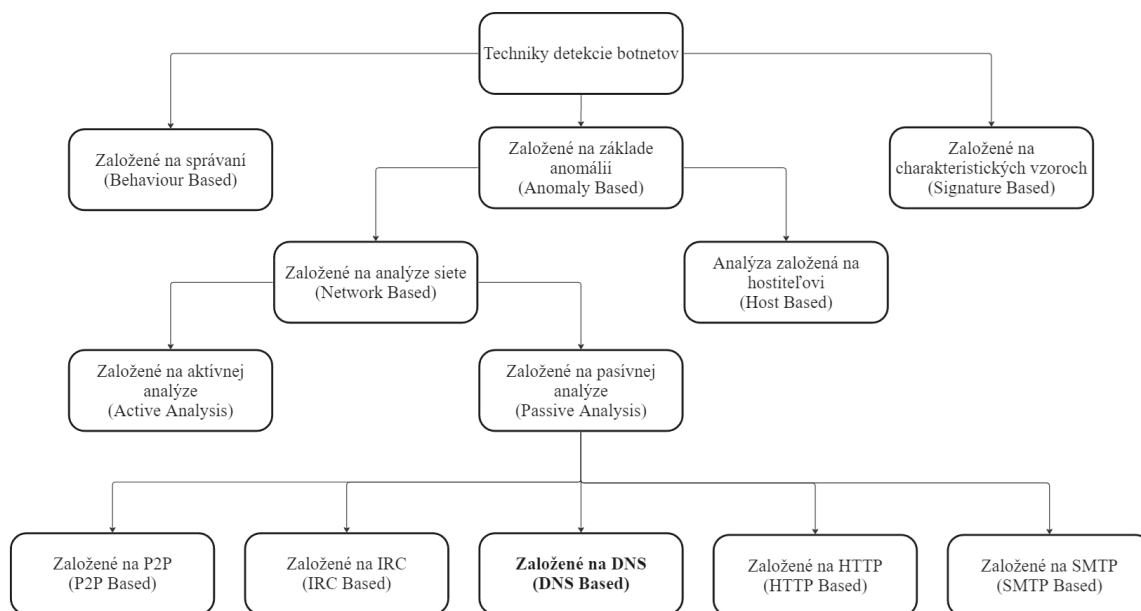 Techniky detekcie botnetov
Založené na správaní
(Behaviour Based)
Založené na základe
anomálií
(Anomaly Based)
Založené na
charakteristických vzoroch
(Signature Based)
Založené na analýze siete
(Network Based)
Analýza založená na
hostiteľovi
(Host Based)
Založené na aktívnej
analýze
(Active Analysis)
Založené na pasívnej
analýze
(Passive Analysis)
Založené na P2P
(P2P Based)
Založené na IRC
(IRC Based)
Založené na DNS
(DNS Based)
Založené na HTTP
(HTTP Based)
Založené na SMTP
(SMTP Based)